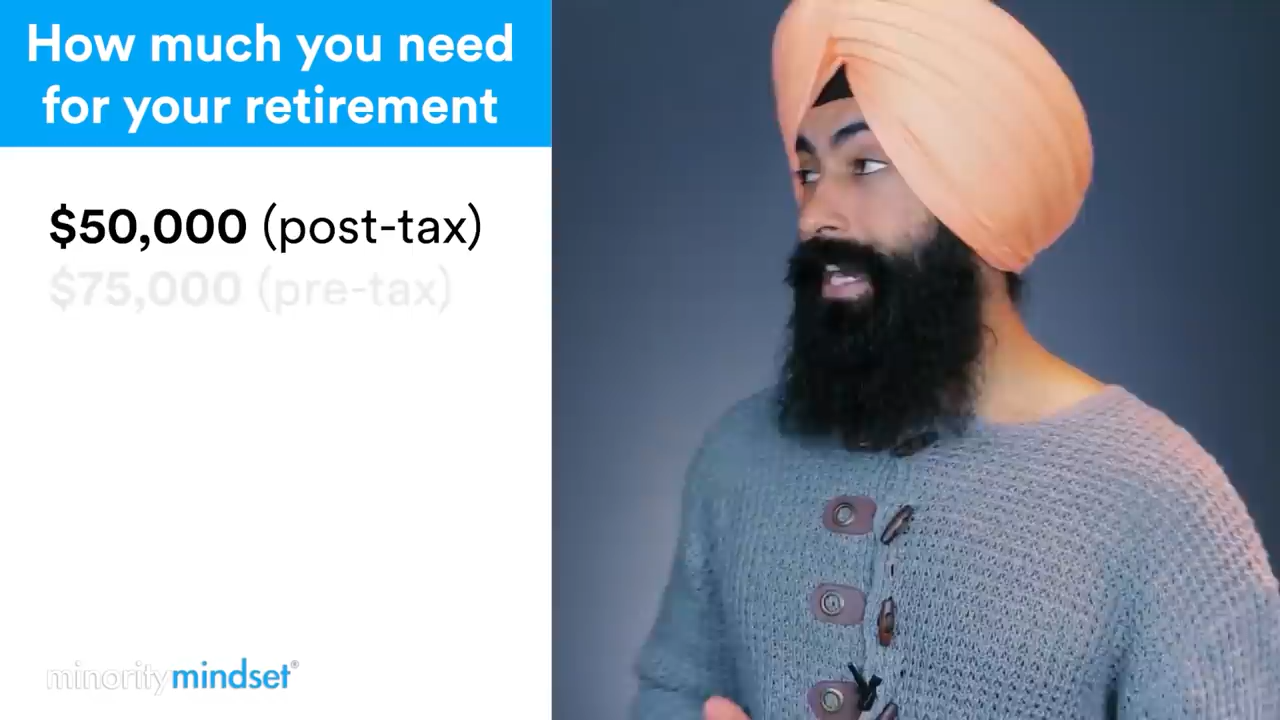 How much you need
for your retirement
$50,000 (post-tax)
$75,000 (pre-tax)
minoritymindset®